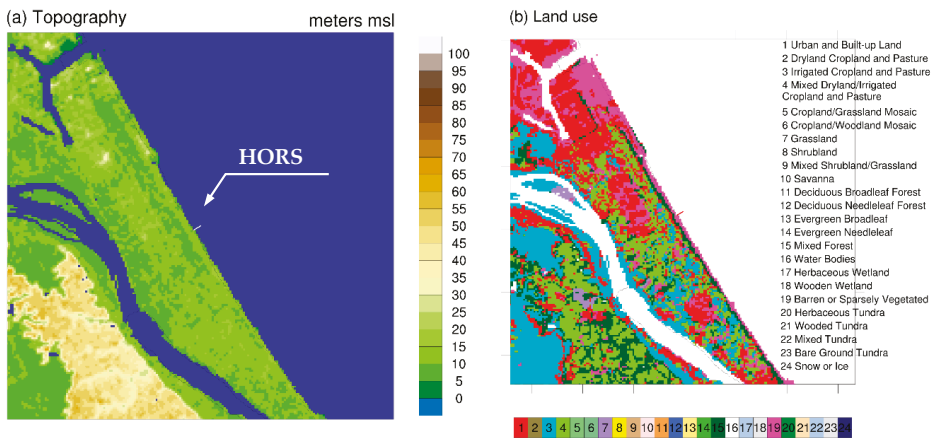 (a) Topography
meters msl
HORS
100
95
90
85
80
75
70
65
60
55
50
45
40
35
30
25
20
15
10
5
0
(b) Land use
1 Urban and Built-up Land
2 Dryland Cropland and Pasture
3 Irrigated Cropland and Pasture
4 Mixed Dryland/Irrigated
Cropland and Pasture
5 Cropland/Grassland Mosaic
6 Cropland/Woodland Mosaic
7 Grassland
8 Shrubland
9 Mixed Shrubland/Grassland
10 Savanna
11 Deciduous Broadleaf Forest
12 Deciduous Needleleaf Forest
13 Evergreen Broadleaf
14 Evergreen Needleleaf
15 Mixed Forest
16 Water Bodies
17 Herbaceous Wetland
18 Wooden Wetland
19 Barren or Sparsely Vegetated
20 Herbaceous Tundra
21 Wooded Tundra
22 Mixed Tundra
23 Bare Ground Tundra
24 Snow or Ice
1 2 3 4 5 6 7 8 9 10 11 12 13 14 15 16 17 18 19 20 21 22 23 24